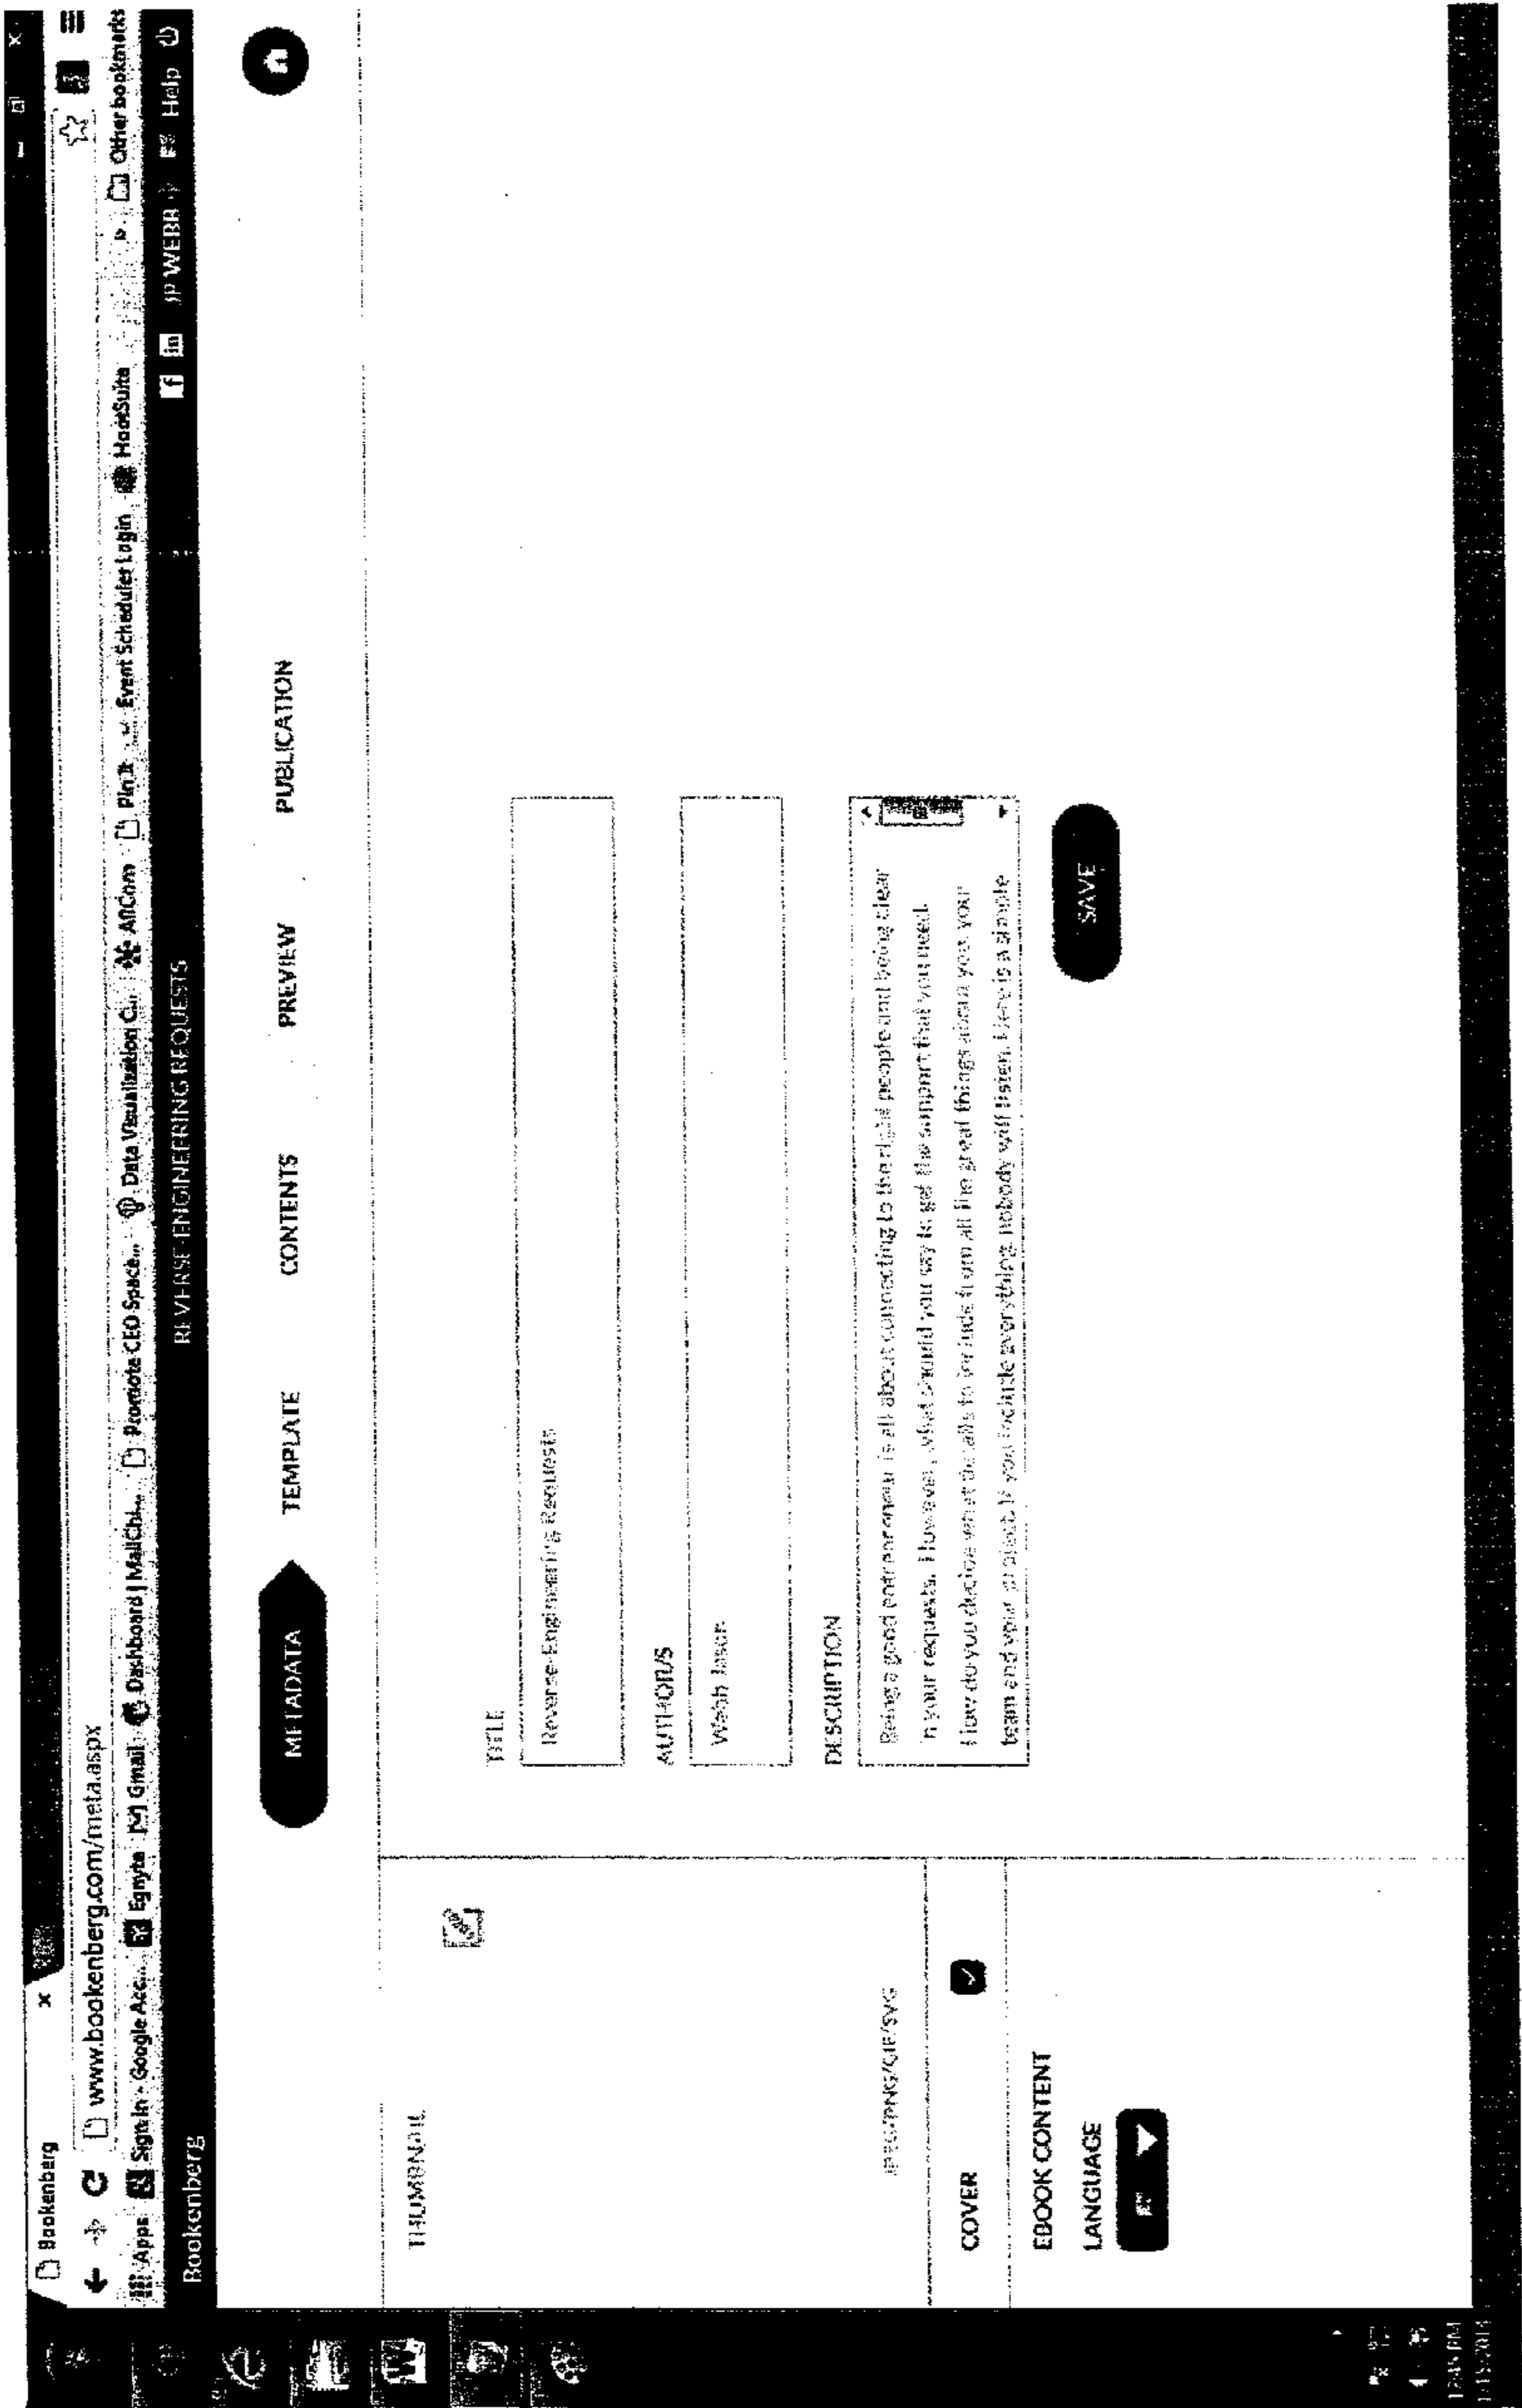 Bookenberg
www.bookenberg.com/meta.aspx
Apps Sign In - Google Acc... Egnyte Gmail Dashboard | MailChi... Promote CEO Space... Data Visualization C... AllCom Pin It Event Scheduler Login HootSuite Other bookmarks
Bookenberg REVERSE-ENGINEERING REQUESTS f in JP WEBB Help
METADATA TEMPLATE CONTENTS PREVIEW PUBLICATION
THUMBNAIL
JPEG/PNG/GIF/SVG
COVER
EBOOK CONTENT
LANGUAGE
TITLE
Reverse-Engineering Requests
AUTHOR/S
Webb Jason
DESCRIPTION
Being a good entrepreneur is all about connecting to the right people and being clear
in your requests. However, what should you say to get the support that you need.
How do you decide what details to include from all the great things about you, your
team and your project. If you include everything, nobody will listen. Here is a simple
SAVE
12:45 PM